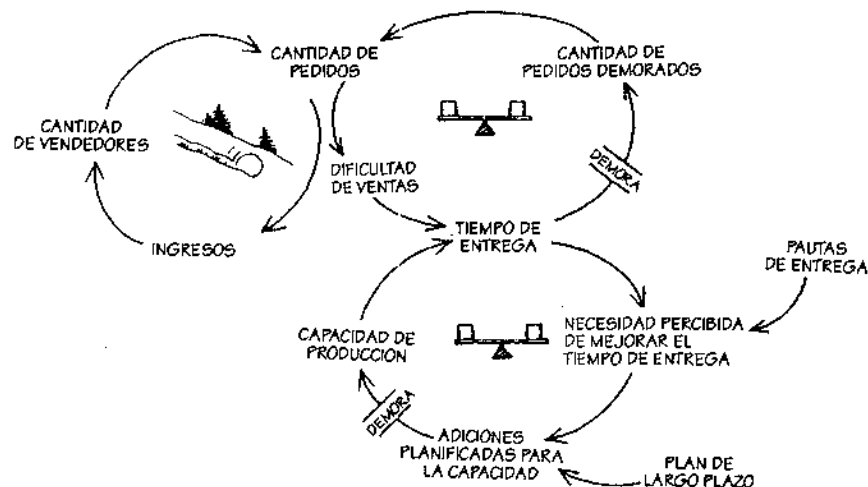 CANTIDAD DE
PEDIDOS
CANTIDAD DE
PEDIDOS DEMORADOS
CANTIDAD
DE VENDEDORES
DEMORA
DIFICULTAD
DE VENTAS
INGRESOS
TIEMPO DE
ENTREGA
PAUTAS
DE ENTREGA
CAPACIDAD DE
PRODUCCION
NECESIDAD PERCIBIDA
DE MEJORAR EL
TIEMPO DE ENTREGA
DEMORA
ADICIONES
PLANIFICADAS PARA
LA CAPACIDAD
PLAN DE
LARGO PLAZO